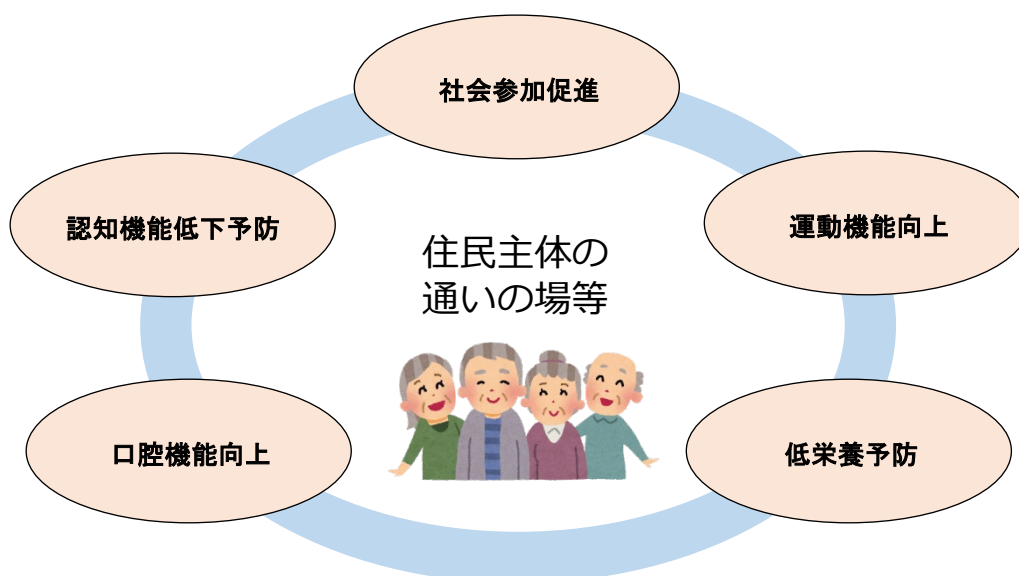 社会参加促進
認知機能低下予防
運動機能向上
住民主体の
通いの場等
口腔機能向上
低栄養予防